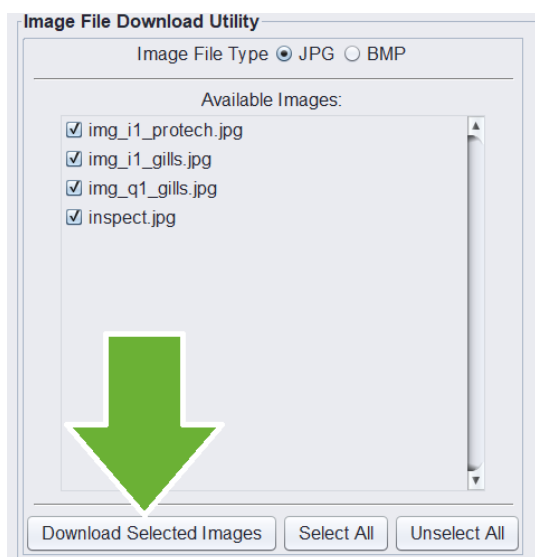 Image File Download Utility
Image File Type JPG BMP
Available Images:
img_i1_protech.jpg
img_i1_gills.jpg
img_q1_gills.jpg
inspect.jpg
Download Selected Images Select All Unselect All